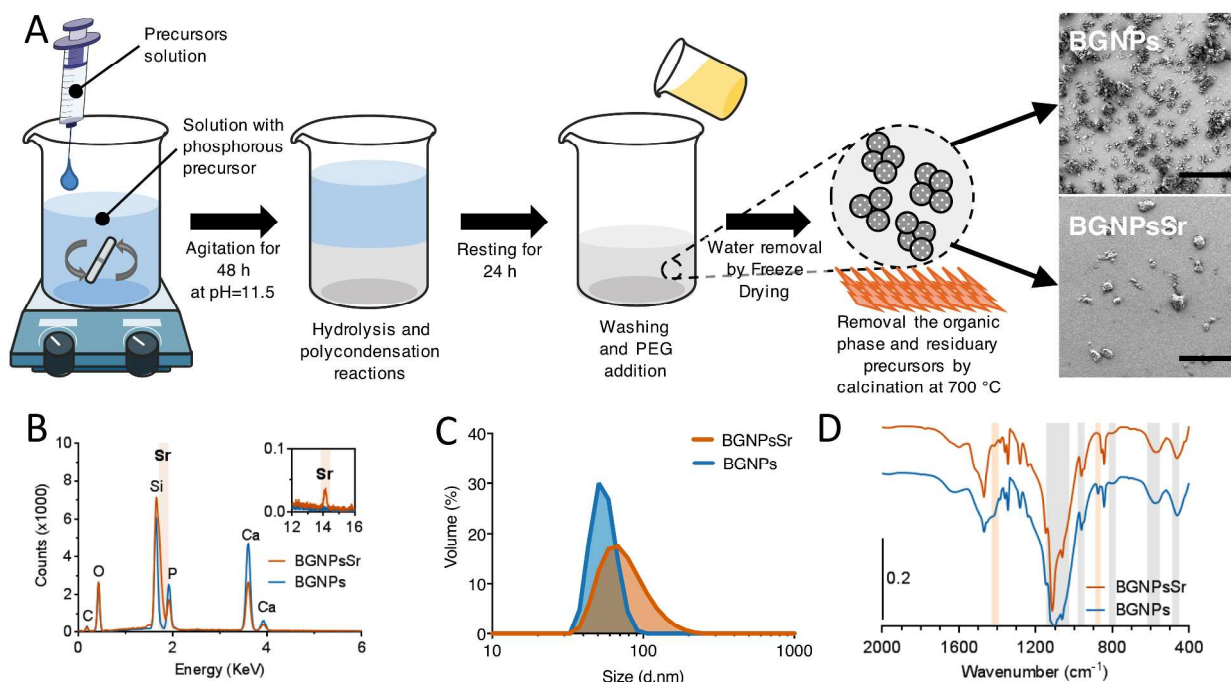 A
Precursors
solution
Solution with
phosphorous
precursor
Agitation for
48 h
at pH=11.5
Hydrolysis and
polycondensation
reactions
Resting for
24 h
Washing
and PEG
addition
Water removal
by Freeze
Drying
Removal the organic
phase and residuary
precursors by
calcination at 700 °C
BGNPs
BGNPsSr
B
Counts (x1000)
10
9
8
7
6
5
4
3
2
1
0
C
O
Si
Sr
P
Ca
Ca
0.1
0.0
Sr
12 14 16
BGNPsSr
BGNPs
0 2 4 6
Energy (KeV)
C
Volume (%)
40
30
20
10
0
BGNPsSr
BGNPs
10 100 1000
Size (d.nm)
D
0.2
BGNPsSr
BGNPs
2000 1600 1200 800 400
Wavenumber (cm⁻¹)